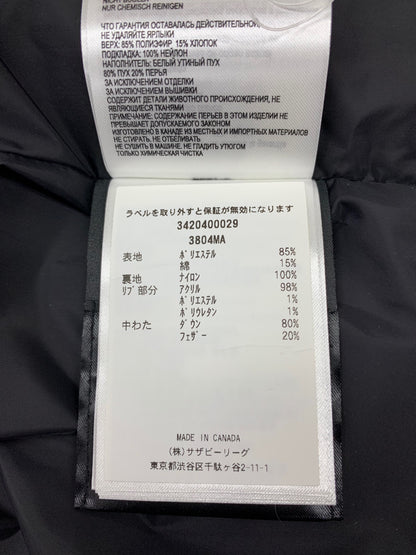 NUR CHEMISCH REINIGEN
ЧТО ГАРАНТИЯ ОСТАВАЛАСЬ ДЕЙСТВИТЕЛЬНОЙ
НЕ УДАЛЯЙТЕ ЯРЛЫКИ
ВЕРХ: 85% ПОЛИЭФИР 15% ХЛОПОК
ПОДКЛАДКА: 100% НЕЙЛОН
НАПОЛНИТЕЛЬ: БЕЛЫЙ УТИНЫЙ ПУХ
80% ПУХ 20% ПЕРЬЯ
ЗА ИСКЛЮЧЕНИЕМ ОТДЕЛКИ
ЗА ИСКЛЮЧЕНИЕМ ВЫШИВКИ
СОДЕРЖИТ ДЕТАЛИ ЖИВОТНОГО ПРОИСХОЖДЕНИЯ, НЕ
ЯВЛЯЮЩИЕСЯ ТКАНЯМИ
ПРИМЕЧАНИЕ: СОДЕРЖАНИЕ ПЕРЬЕВ В ЭТОМ ИЗДЕЛИИ НЕ
ПРЕВЫШАЕТ ДОПУСКАЕМОГО ЗАКОНОМ
ИЗГОТОВЛЕНО В КАНАДЕ ИЗ МЕСТНЫХ И ИМПОРТНЫХ МАТЕРИАЛОВ
НЕ СТИРАТЬ, НЕ ОТБЕЛИВАТЬ
НЕ СУШИТЬ В МАШИНЕ, НЕ ГЛАДИТЬ УТЮГОМ
ТОЛЬКО ХИМИЧЕСКАЯ ЧИСТКА
ラベルを取り外すと保証が無効になります
3420400029
3804MA
表地 ポリエステル 85%
綿 15%
裏地 ナイロン 100%
リブ部分 アクリル 98%
ポリエステル 1%
ポリウレタン 1%
中わた ダウン 80%
フェザー 20%
MADE IN CANADA
(株)サザビーリーグ
東京都渋谷区千駄ヶ谷2-11-1